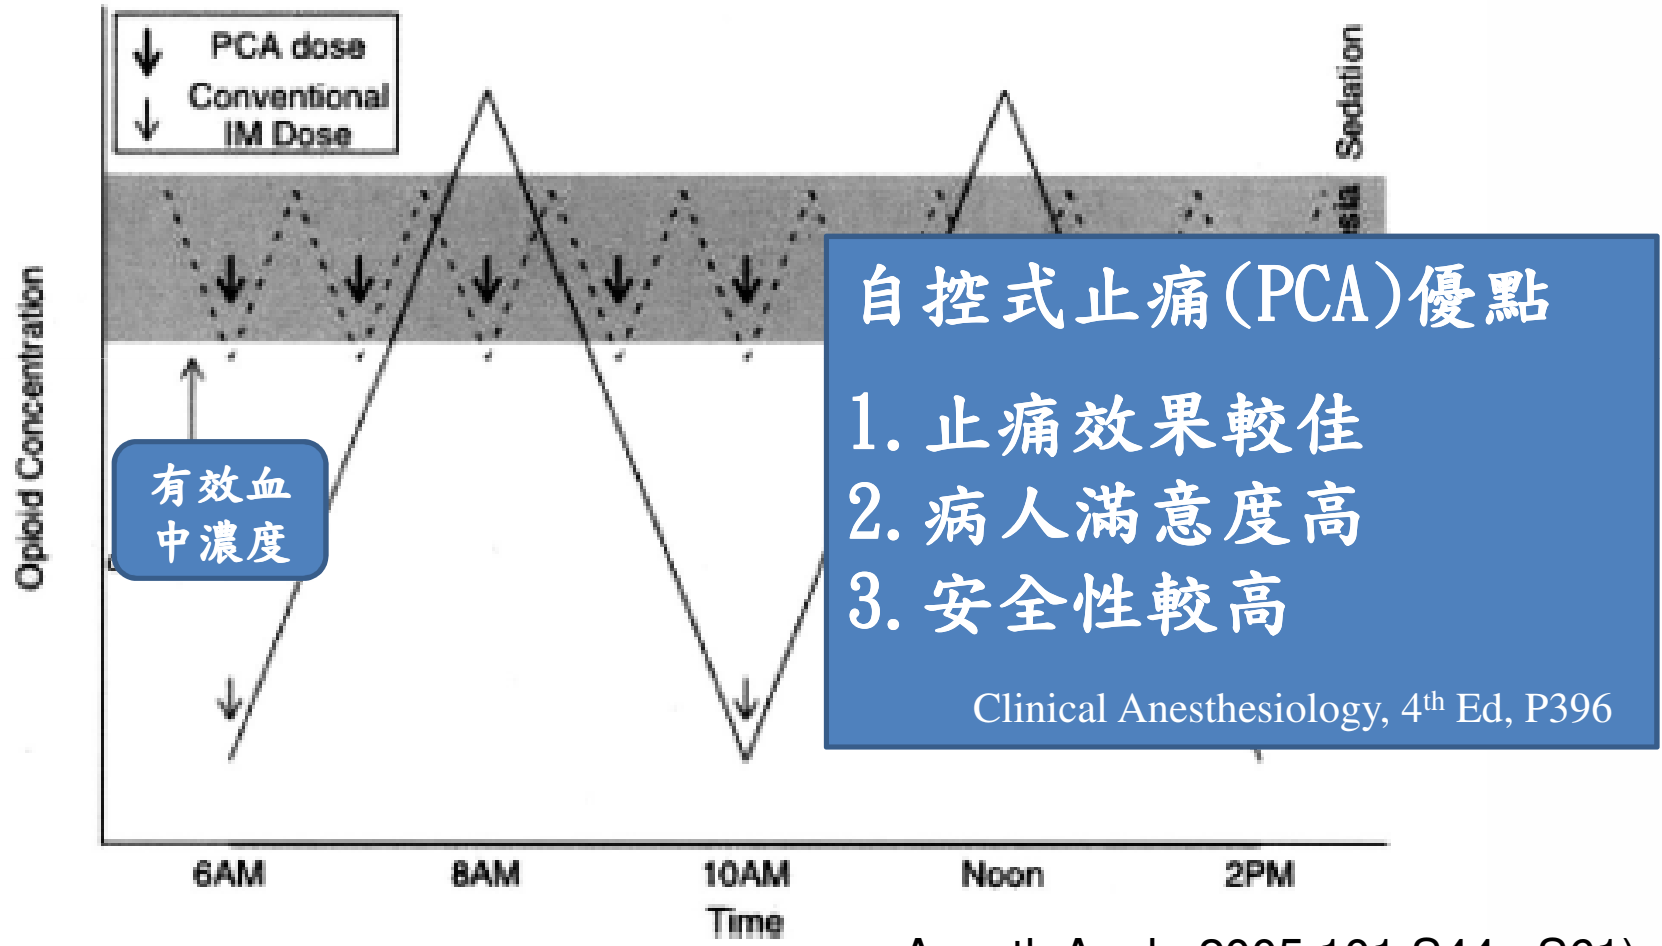 PCA dose
Conventional
IM Dose
Sedation
Opioid Concentration
有效血
中濃度
自控式止痛(PCA)優點
1.止痛效果較佳
2.病人滿意度高
3.安全性較高
Clinical Anesthesiology, 4th Ed, P396
6AM
8AM
10AM
Noon
2PM
Time